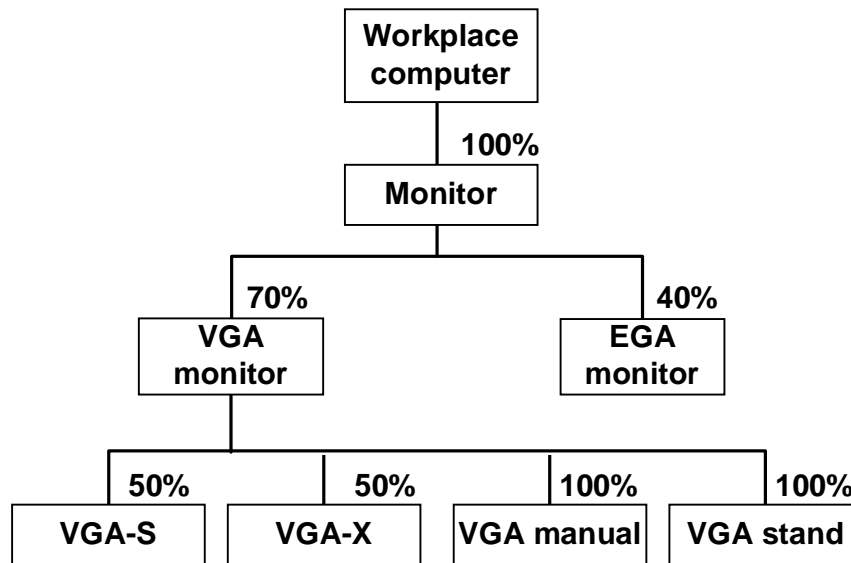 Workplace
computer
100%
Monitor
70%
40%
VGA
monitor
EGA
monitor
50%
50%
100%
100%
VGA-S
VGA-X
VGA manual
VGA stand